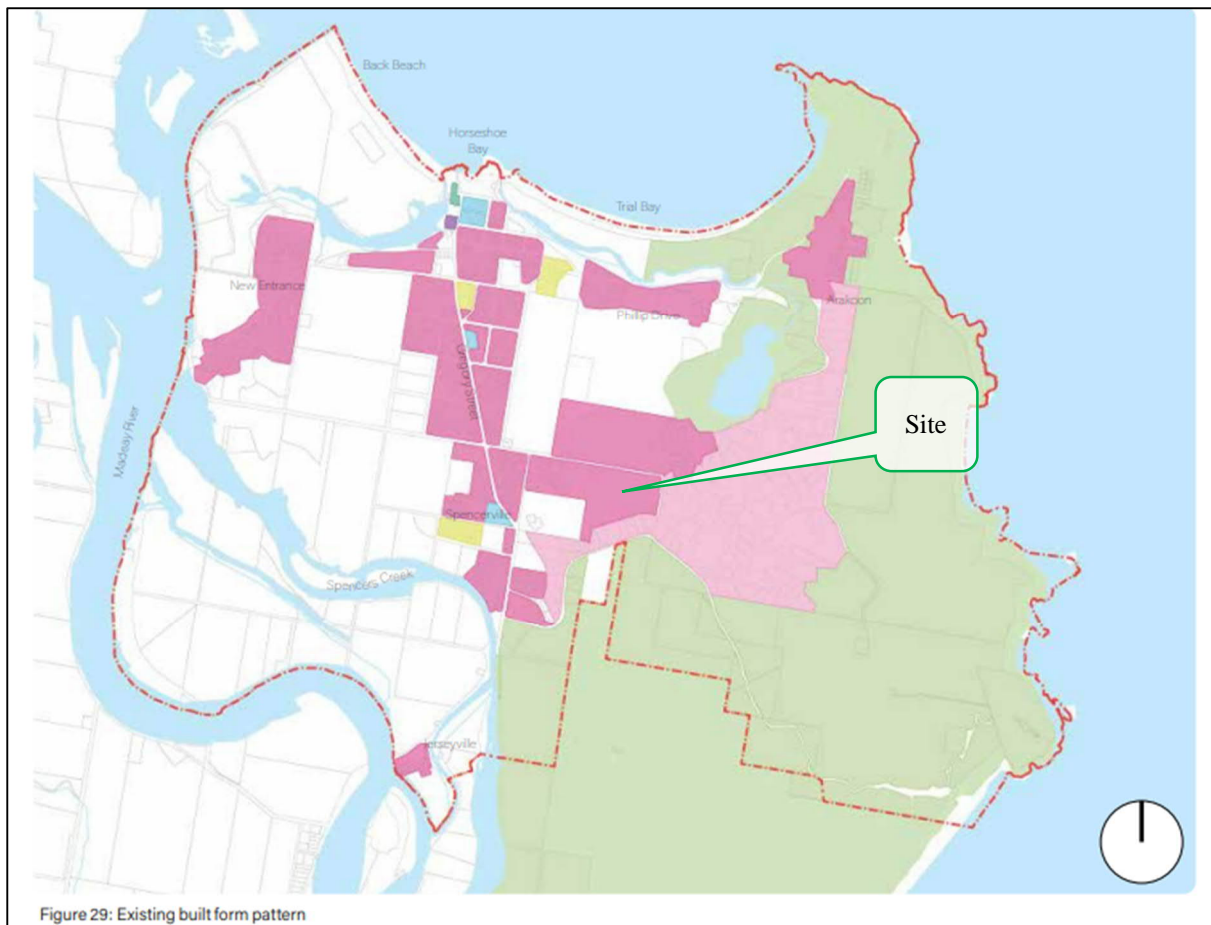 Back Beach
Horseshoe
Bay
Trial Bay
New Entrance
Arakoon
Phillip Drive
Gregory Street
Site
Macleay River
Spencerville
Spencers Creek
Jerseyville
Figure 29: Existing built form pattern